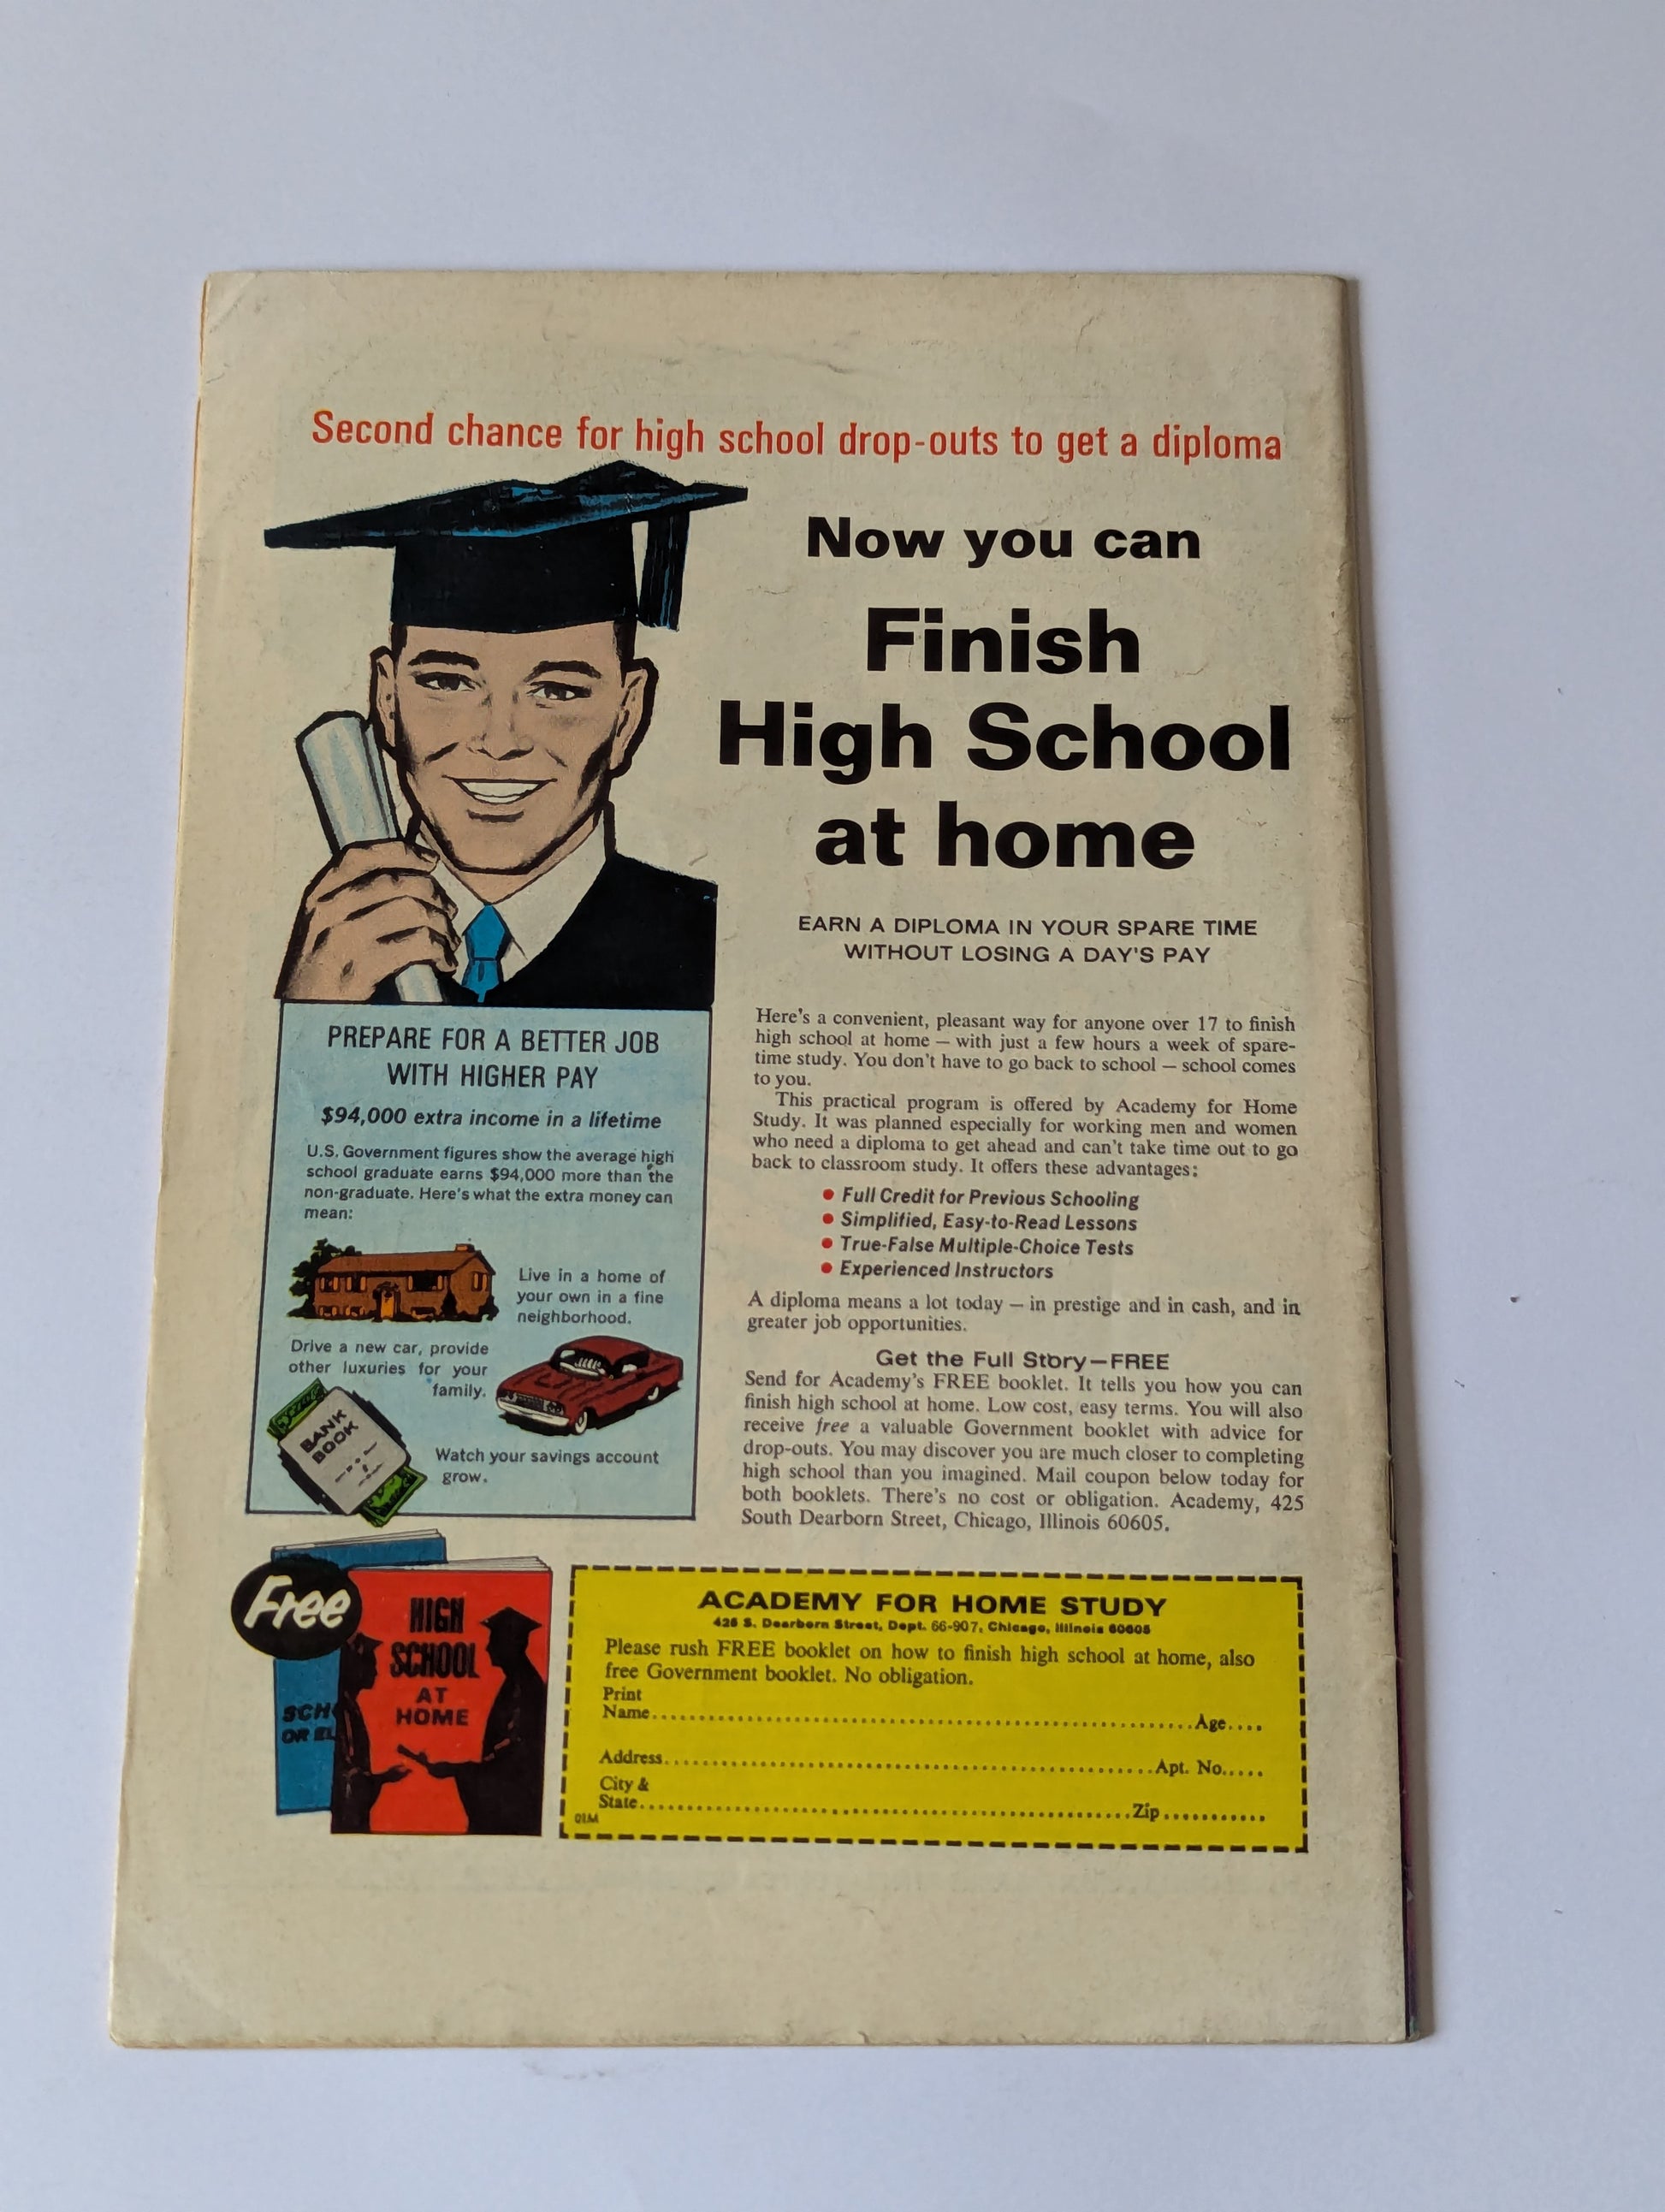 Second chance for high school drop-outs to get a diploma
Now you can
Finish
High School
at home
EARN A DIPLOMA IN YOUR SPARE TIME
WITHOUT LOSING A DAY'S PAY
PREPARE FOR A BETTER JOB
WITH HIGHER PAY
$94,000 extra income in a lifetime
U.S. Government figures show the average high
school graduate earns $94,000 more than the
non-graduate. Here's what the extra money can
mean:
Live in a home of
your own in a fine
neighborhood.
Drive a new car, provide
other luxuries for your
family.
BANK
BOOK
Watch your savings account
grow.
Here's a convenient, pleasant way for anyone over 17 to finish
high school at home — with just a few hours a week of spare-
time study. You don't have to go back to school — school comes
to you.
This practical program is offered by Academy for Home
Study. It was planned especially for working men and women
who need a diploma to get ahead and can't take time out to go
back to classroom study. It offers these advantages:
• Full Credit for Previous Schooling
• Simplified, Easy-to-Read Lessons
• True-False Multiple-Choice Tests
• Experienced Instructors
A diploma means a lot today — in prestige and in cash, and in
greater job opportunities.
Get the Full Story—FREE
Send for Academy's FREE booklet. It tells you how you can
finish high school at home. Low cost, easy terms. You will also
receive free a valuable Government booklet with advice for
drop-outs. You may discover you are much closer to completing
high school than you imagined. Mail coupon below today for
both booklets. There's no cost or obligation. Academy, 425
South Dearborn Street, Chicago, Illinois 60605.
Free
SCH
OR EL
HIGH
SCHOOL
AT
HOME
ACADEMY FOR HOME STUDY
425 S. Dearborn Street, Dept. 66-907, Chicago, Illinois 60605
Please rush FREE booklet on how to finish high school at home, also
free Government booklet. No obligation.
Print
Name............Age....
Address............Apt. No.....
City &
State............Zip............
01M